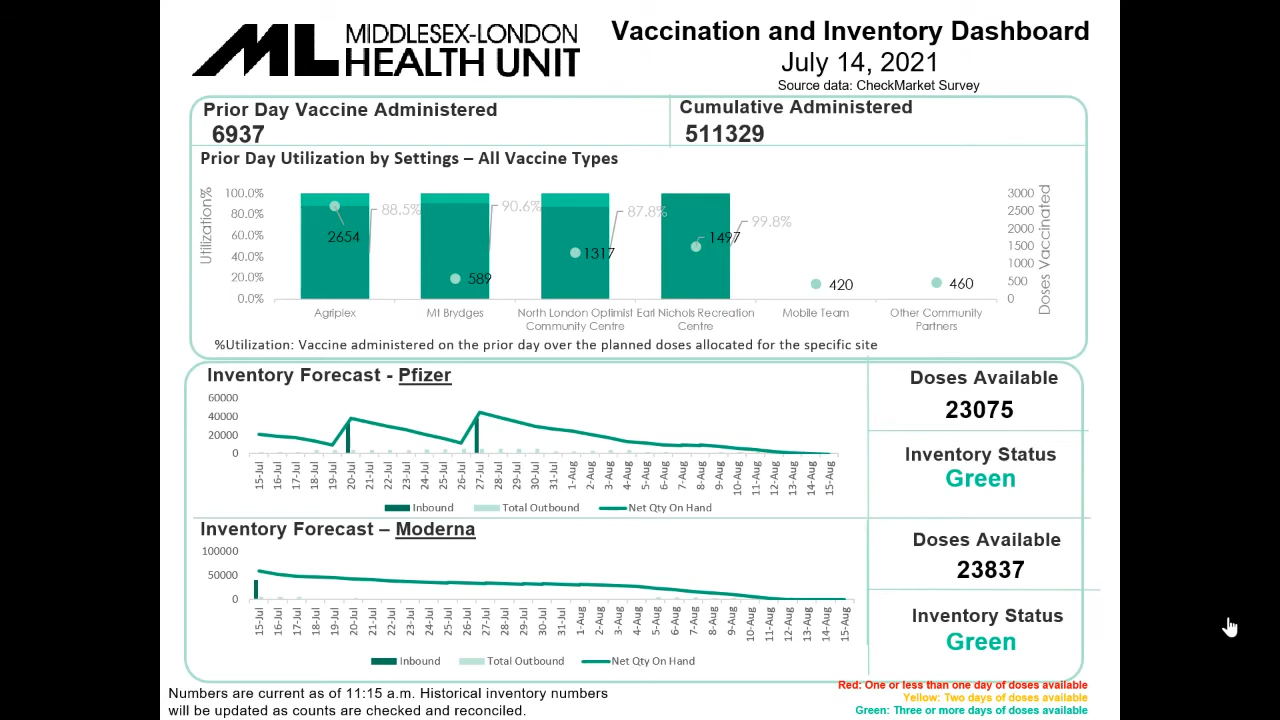 MIDDLESEX-LONDON
HEALTH UNIT
Vaccination and Inventory Dashboard
July 14, 2021
Source data: CheckMarket Survey
Prior Day Vaccine Administered
6937
Cumulative Administered
511329
Prior Day Utilization by Settings – All Vaccine Types
Utilization%
100.0%
80.0%
60.0%
40.0%
20.0%
0.0%
88.5%
2654
90.6%
589
87.8%
1317
99.8%
1497
420
460
3000
2500
2000
1500
1000
500
0
Doses Vaccinated
Agriplex
Mt Brydges
North London Optimist
Community Centre
Earl Nichols Recreation
Centre
Mobile Team
Other Community
Partners
%Utilization: Vaccine administered on the prior day over the planned doses allocated for the specific site
Inventory Forecast - Pfizer
60000
40000
20000
0
15-Jul 16-Jul 17-Jul 18-Jul 19-Jul 20-Jul 21-Jul 22-Jul 23-Jul 24-Jul 25-Jul 26-Jul 27-Jul 28-Jul 29-Jul 30-Jul 31-Jul 1-Aug 2-Aug 3-Aug 4-Aug 5-Aug 6-Aug 7-Aug 8-Aug 9-Aug 10-Aug 11-Aug 12-Aug 13-Aug 14-Aug 15-Aug
Inbound Total Outbound Net Qty On Hand
Doses Available
23075
Inventory Status
Green
Inventory Forecast – Moderna
100000
50000
0
15-Jul 16-Jul 17-Jul 18-Jul 19-Jul 20-Jul 21-Jul 22-Jul 23-Jul 24-Jul 25-Jul 26-Jul 27-Jul 28-Jul 29-Jul 30-Jul 31-Jul 1-Aug 2-Aug 3-Aug 4-Aug 5-Aug 6-Aug 7-Aug 8-Aug 9-Aug 10-Aug 11-Aug 12-Aug 13-Aug 14-Aug 15-Aug
Inbound Total Outbound Net Qty On Hand
Doses Available
23837
Inventory Status
Green
Numbers are current as of 11:15 a.m. Historical inventory numbers
will be updated as counts are checked and reconciled.
Red: One or less than one day of doses available
Yellow: Two days of doses available
Green: Three or more days of doses available